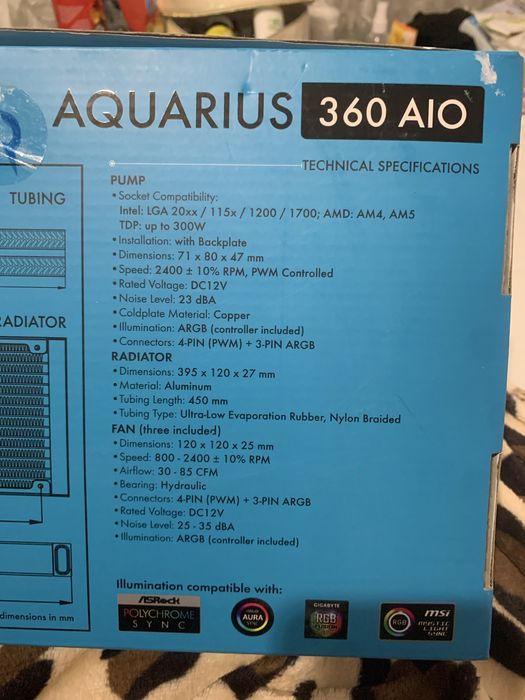 AQUARIUS 360 AIO
TECHNICAL SPECIFICATIONS
TUBING
RADIATOR
dimensions in mm
PUMP
• Socket Compatibility:
Intel: LGA 20xx / 115x / 1200 / 1700; AMD: AM4, AM5
TDP: up to 300W
• Installation: with Backplate
• Dimensions: 71 x 80 x 47 mm
• Speed: 2400 ± 10% RPM, PWM Controlled
• Rated Voltage: DC12V
• Noise Level: 23 dBA
• Coldplate Material: Copper
• Illumination: ARGB (controller included)
• Connectors: 4-PIN (PWM) + 3-PIN ARGB
RADIATOR
• Dimensions: 395 x 120 x 27 mm
• Material: Aluminum
• Tubing Length: 450 mm
• Tubing Type: Ultra-Low Evaporation Rubber, Nylon Braided
FAN (three included)
• Dimensions: 120 x 120 x 25 mm
• Speed: 800 - 2400 ± 10% RPM
• Airflow: 30 - 85 CFM
• Bearing: Hydraulic
• Connectors: 4-PIN (PWM) + 3-PIN ARGB
• Rated Voltage: DC12V
• Noise Level: 25 - 35 dBA
• Illumination: ARGB (controller included)
Illumination compatible with:
ASRock
POLYCHROME
SYNC
AURA
SYNC
GIGABYTE
RGB
FUSION
RGB
msi
MYSTIC
LIGHT
SYNC